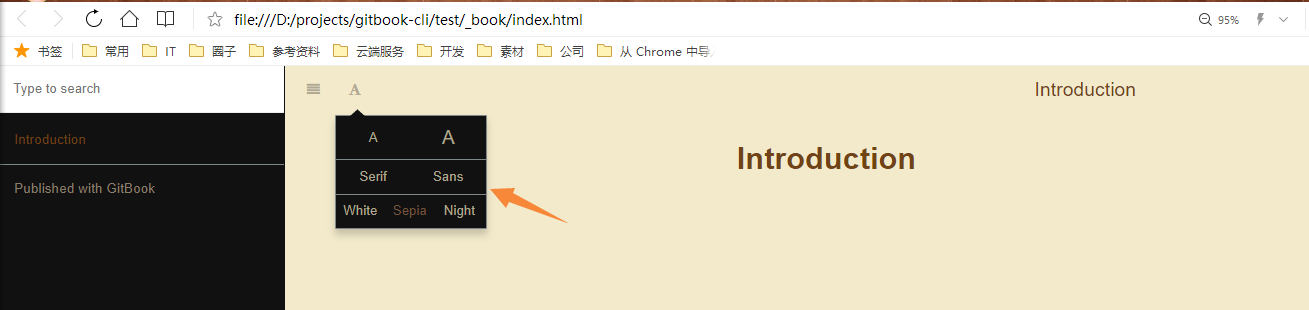 file:///D:/projects/gitbook-cli/test/_book/index.html
95%
书签 常用 IT 圈子 参考资料 云端服务 开发 素材 公司 从 Chrome 中导
Type to search
A
Introduction
A A
Introduction
Introduction
Serif Sans
Published with GitBook
White Sepia Night